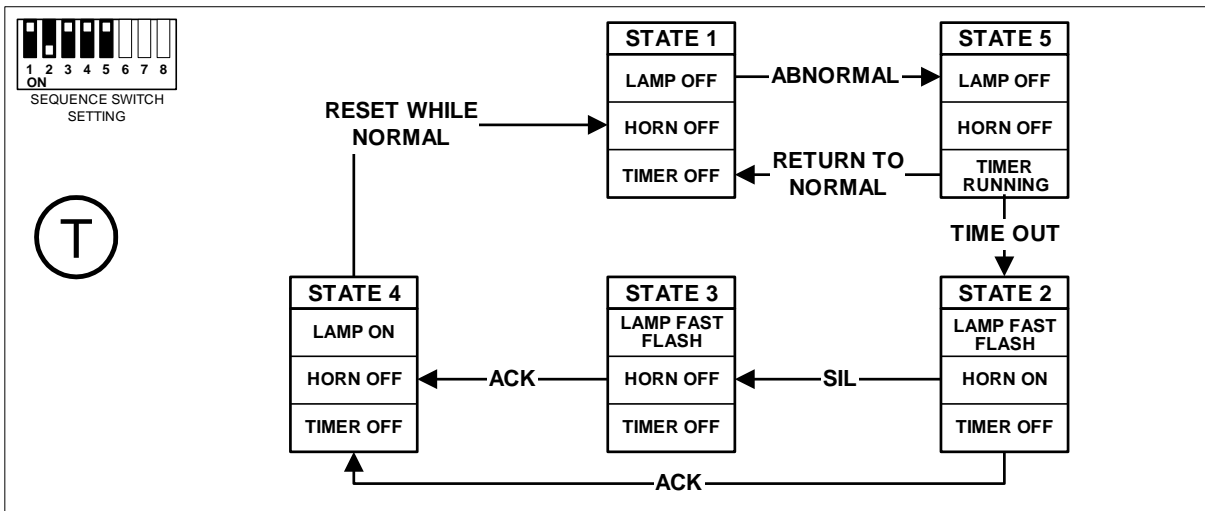 1 2 3 4 5 6 7 8
ON
SEQUENCE SWITCH
SETTING
T
STATE 1
LAMP OFF
HORN OFF
TIMER OFF
ABNORMAL
STATE 5
LAMP OFF
HORN OFF
TIMER
RUNNING
RETURN TO
NORMAL
RESET WHILE
NORMAL
TIME OUT
STATE 4
LAMP ON
HORN OFF
TIMER OFF
ACK
STATE 3
LAMP FAST
FLASH
HORN OFF
TIMER OFF
SIL
STATE 2
LAMP FAST
FLASH
HORN ON
TIMER OFF
ACK